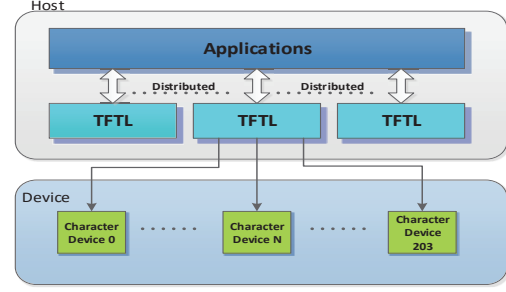 Host
Applications
Distributed Distributed
TFTL TFTL TFTL
Device
Character Device 0
Character Device N
Character Device 203